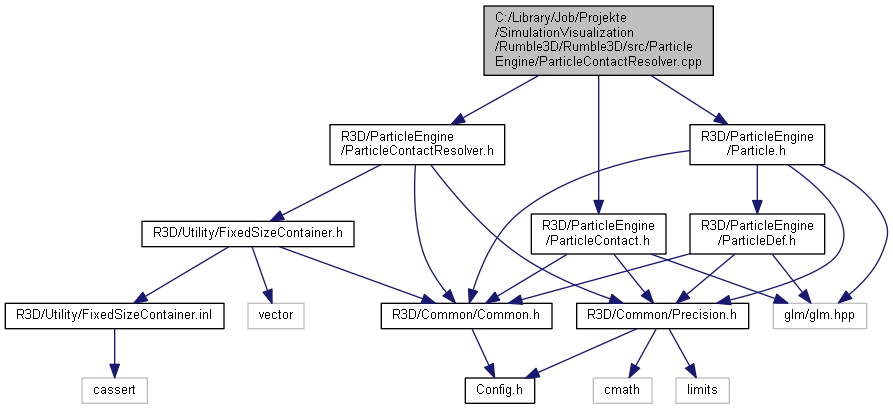 C:/Library/Job/Projekte
/SimulationVisualization
/Rumble3D/Rumble3D/src/Particle
Engine/ParticleContactResolver.cpp
R3D/ParticleEngine
/ParticleContactResolver.h
R3D/ParticleEngine
/Particle.h
R3D/Utility/FixedSizeContainer.h
R3D/ParticleEngine
/ParticleContact.h
R3D/ParticleEngine
/ParticleDef.h
R3D/Utility/FixedSizeContainer.inl
vector
R3D/Common/Common.h
R3D/Common/Precision.h
glm/glm.hpp
cassert
Config.h
cmath
limits